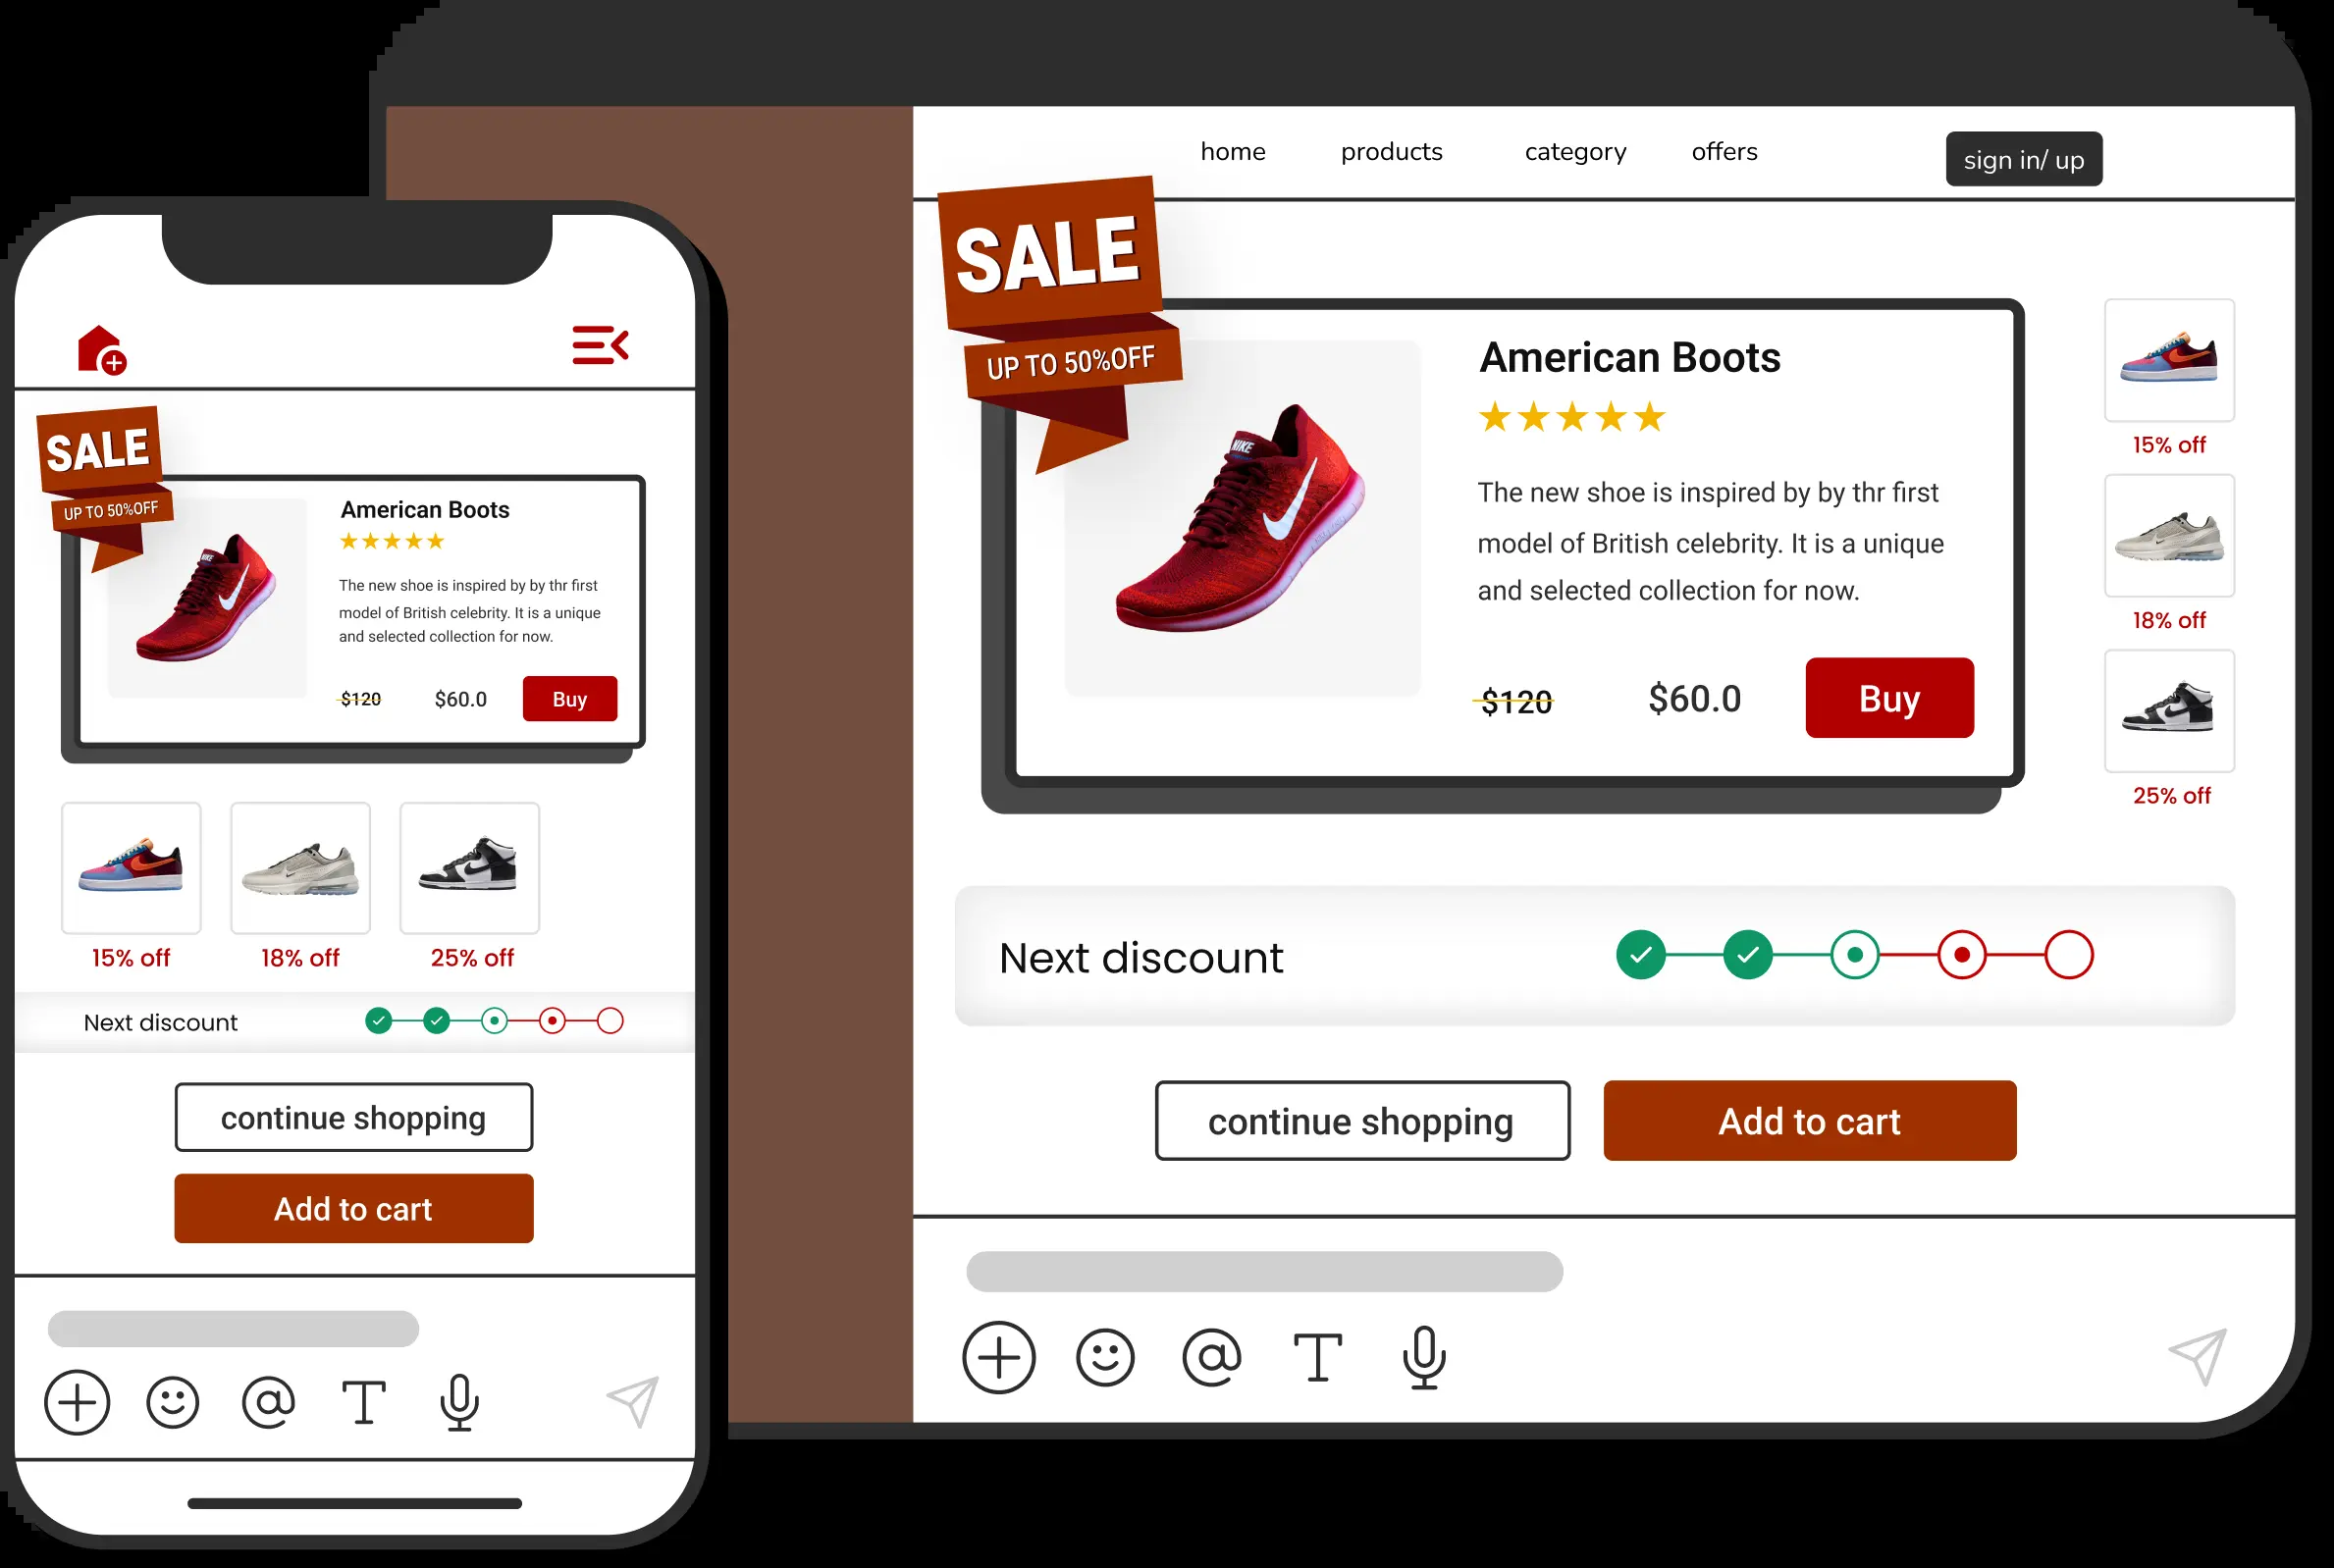 home products category offers sign in/ up
SALE
UP TO 50%OFF
NIKE
American Boots
The new shoe is inspired by by thr first
model of British celebrity. It is a unique
and selected collection for now.
$120 $60.0 Buy
15% off
18% off
25% off
Next discount
continue shopping Add to cart
SALE
UP TO 50%OFF
NIKE
American Boots
The new shoe is inspired by by thr first
model of British celebrity. It is a unique
and selected collection for now.
$120 $60.0 Buy
15% off 18% off 25% off
Next discount
continue shopping
Add to cart